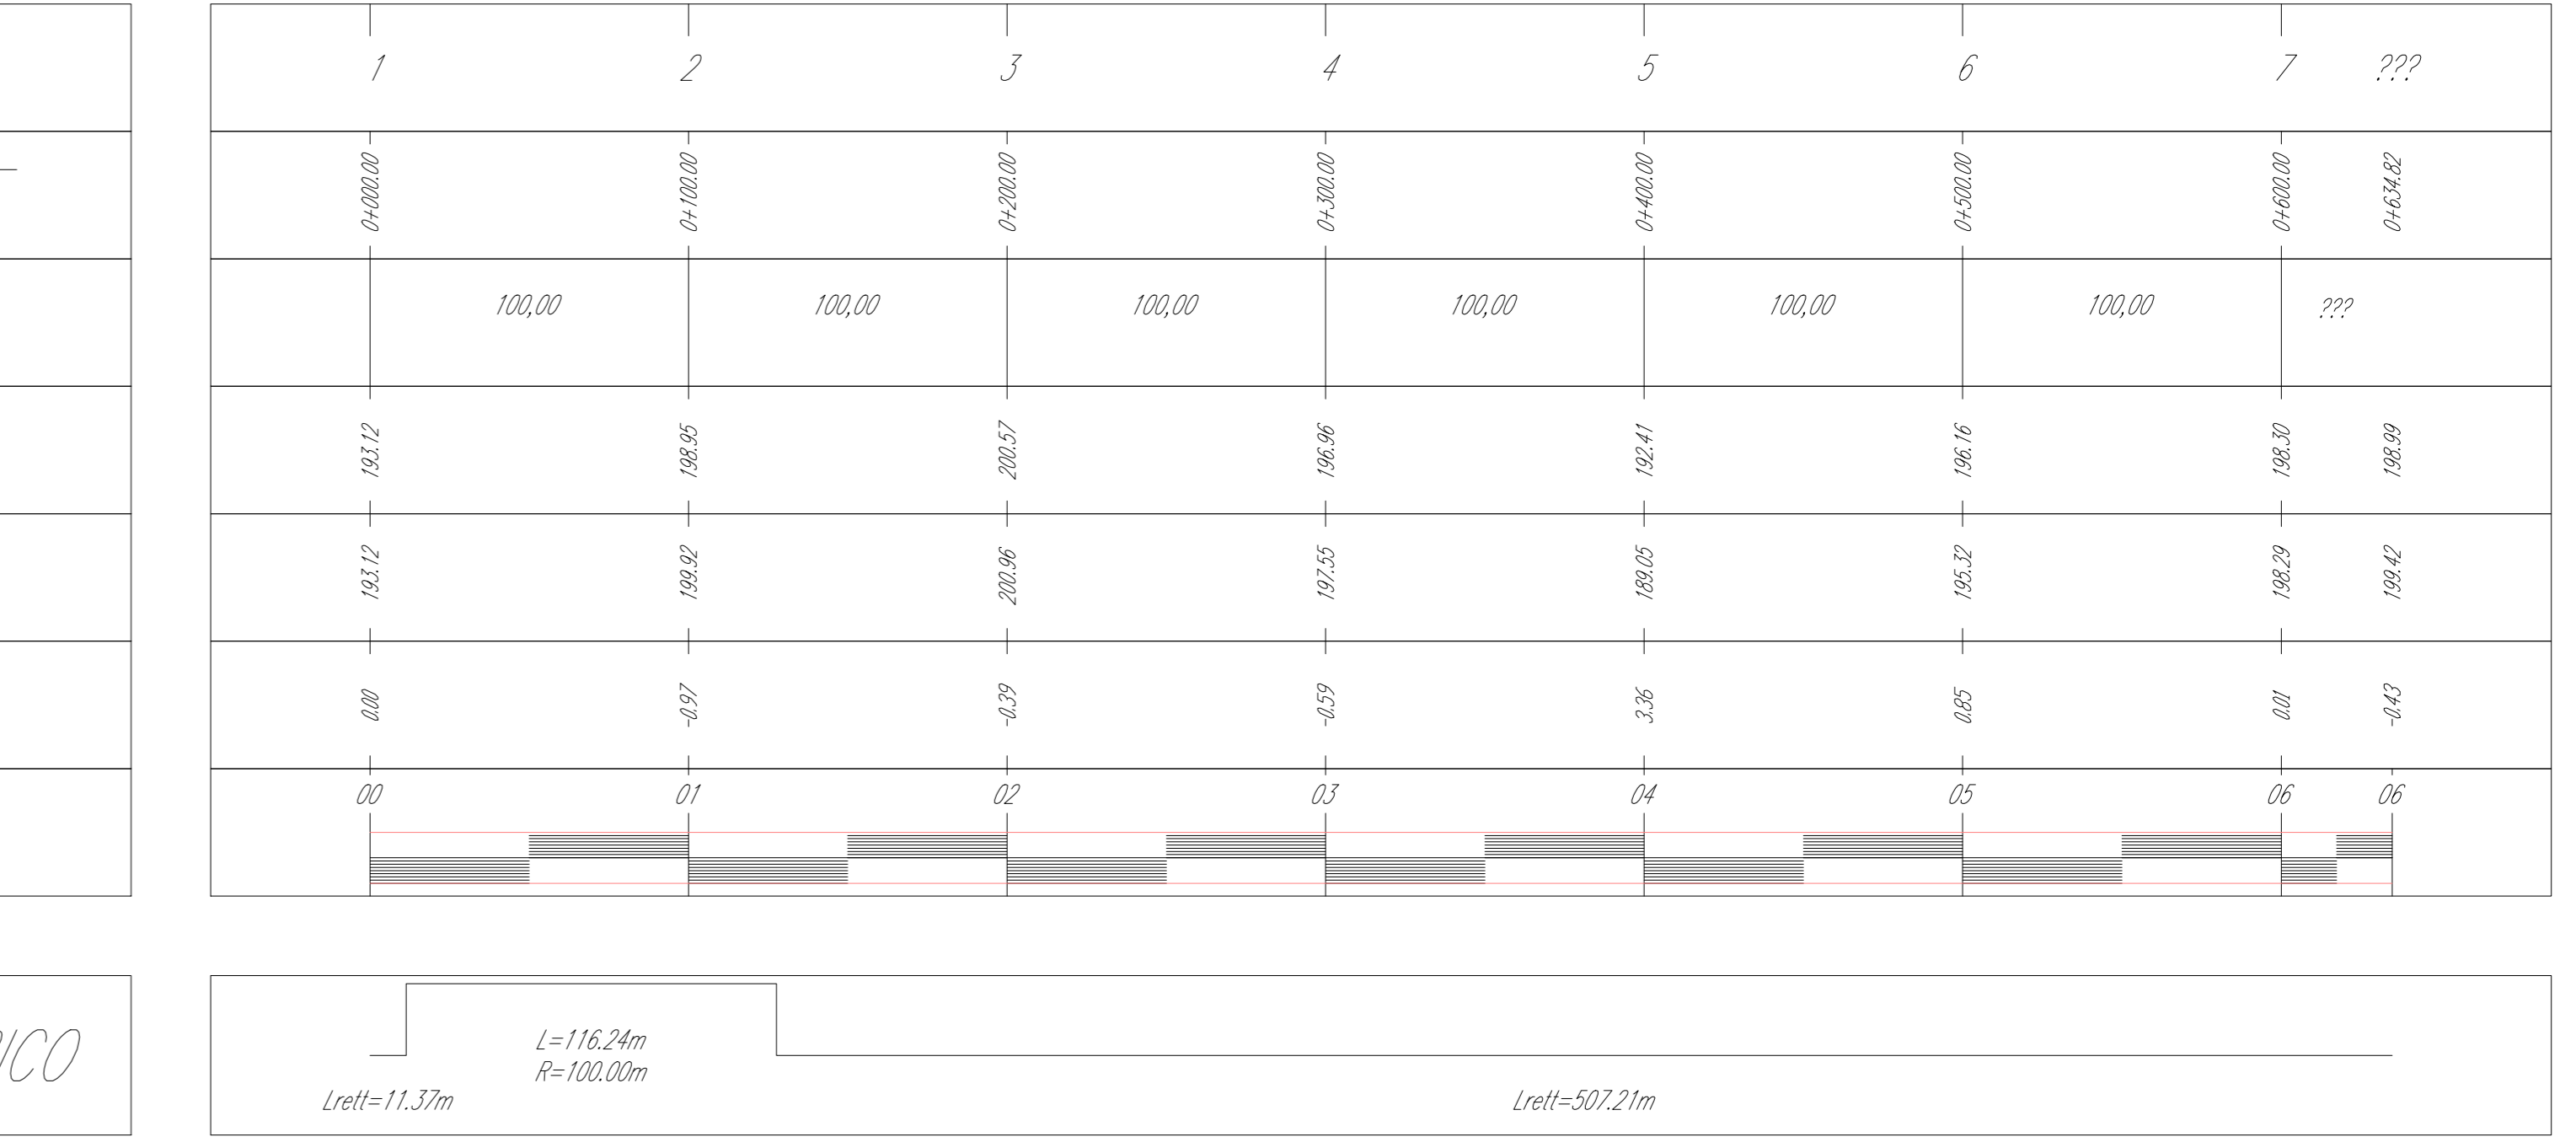 1 2 3 4 5 6 7 ???
0+000.00 0+100.00 0+200.00 0+300.00 0+400.00 0+500.00 0+600.00 0+634.82
100,00 100,00 100,00 100,00 100,00 100,00 ???
193.12 198.95 200.57 196.96 192.41 196.16 198.30 198.99
193.12 199.92 200.96 197.55 189.05 195.32 198.29 199.42
0.00 -0.97 -0.39 -0.59 3.36 0.85 0.01 -0.43
00 01 02 03 04 05 06 06
ICO
L=116.24m
R=100.00m
Lrett=11.37m Lrett=507.21m